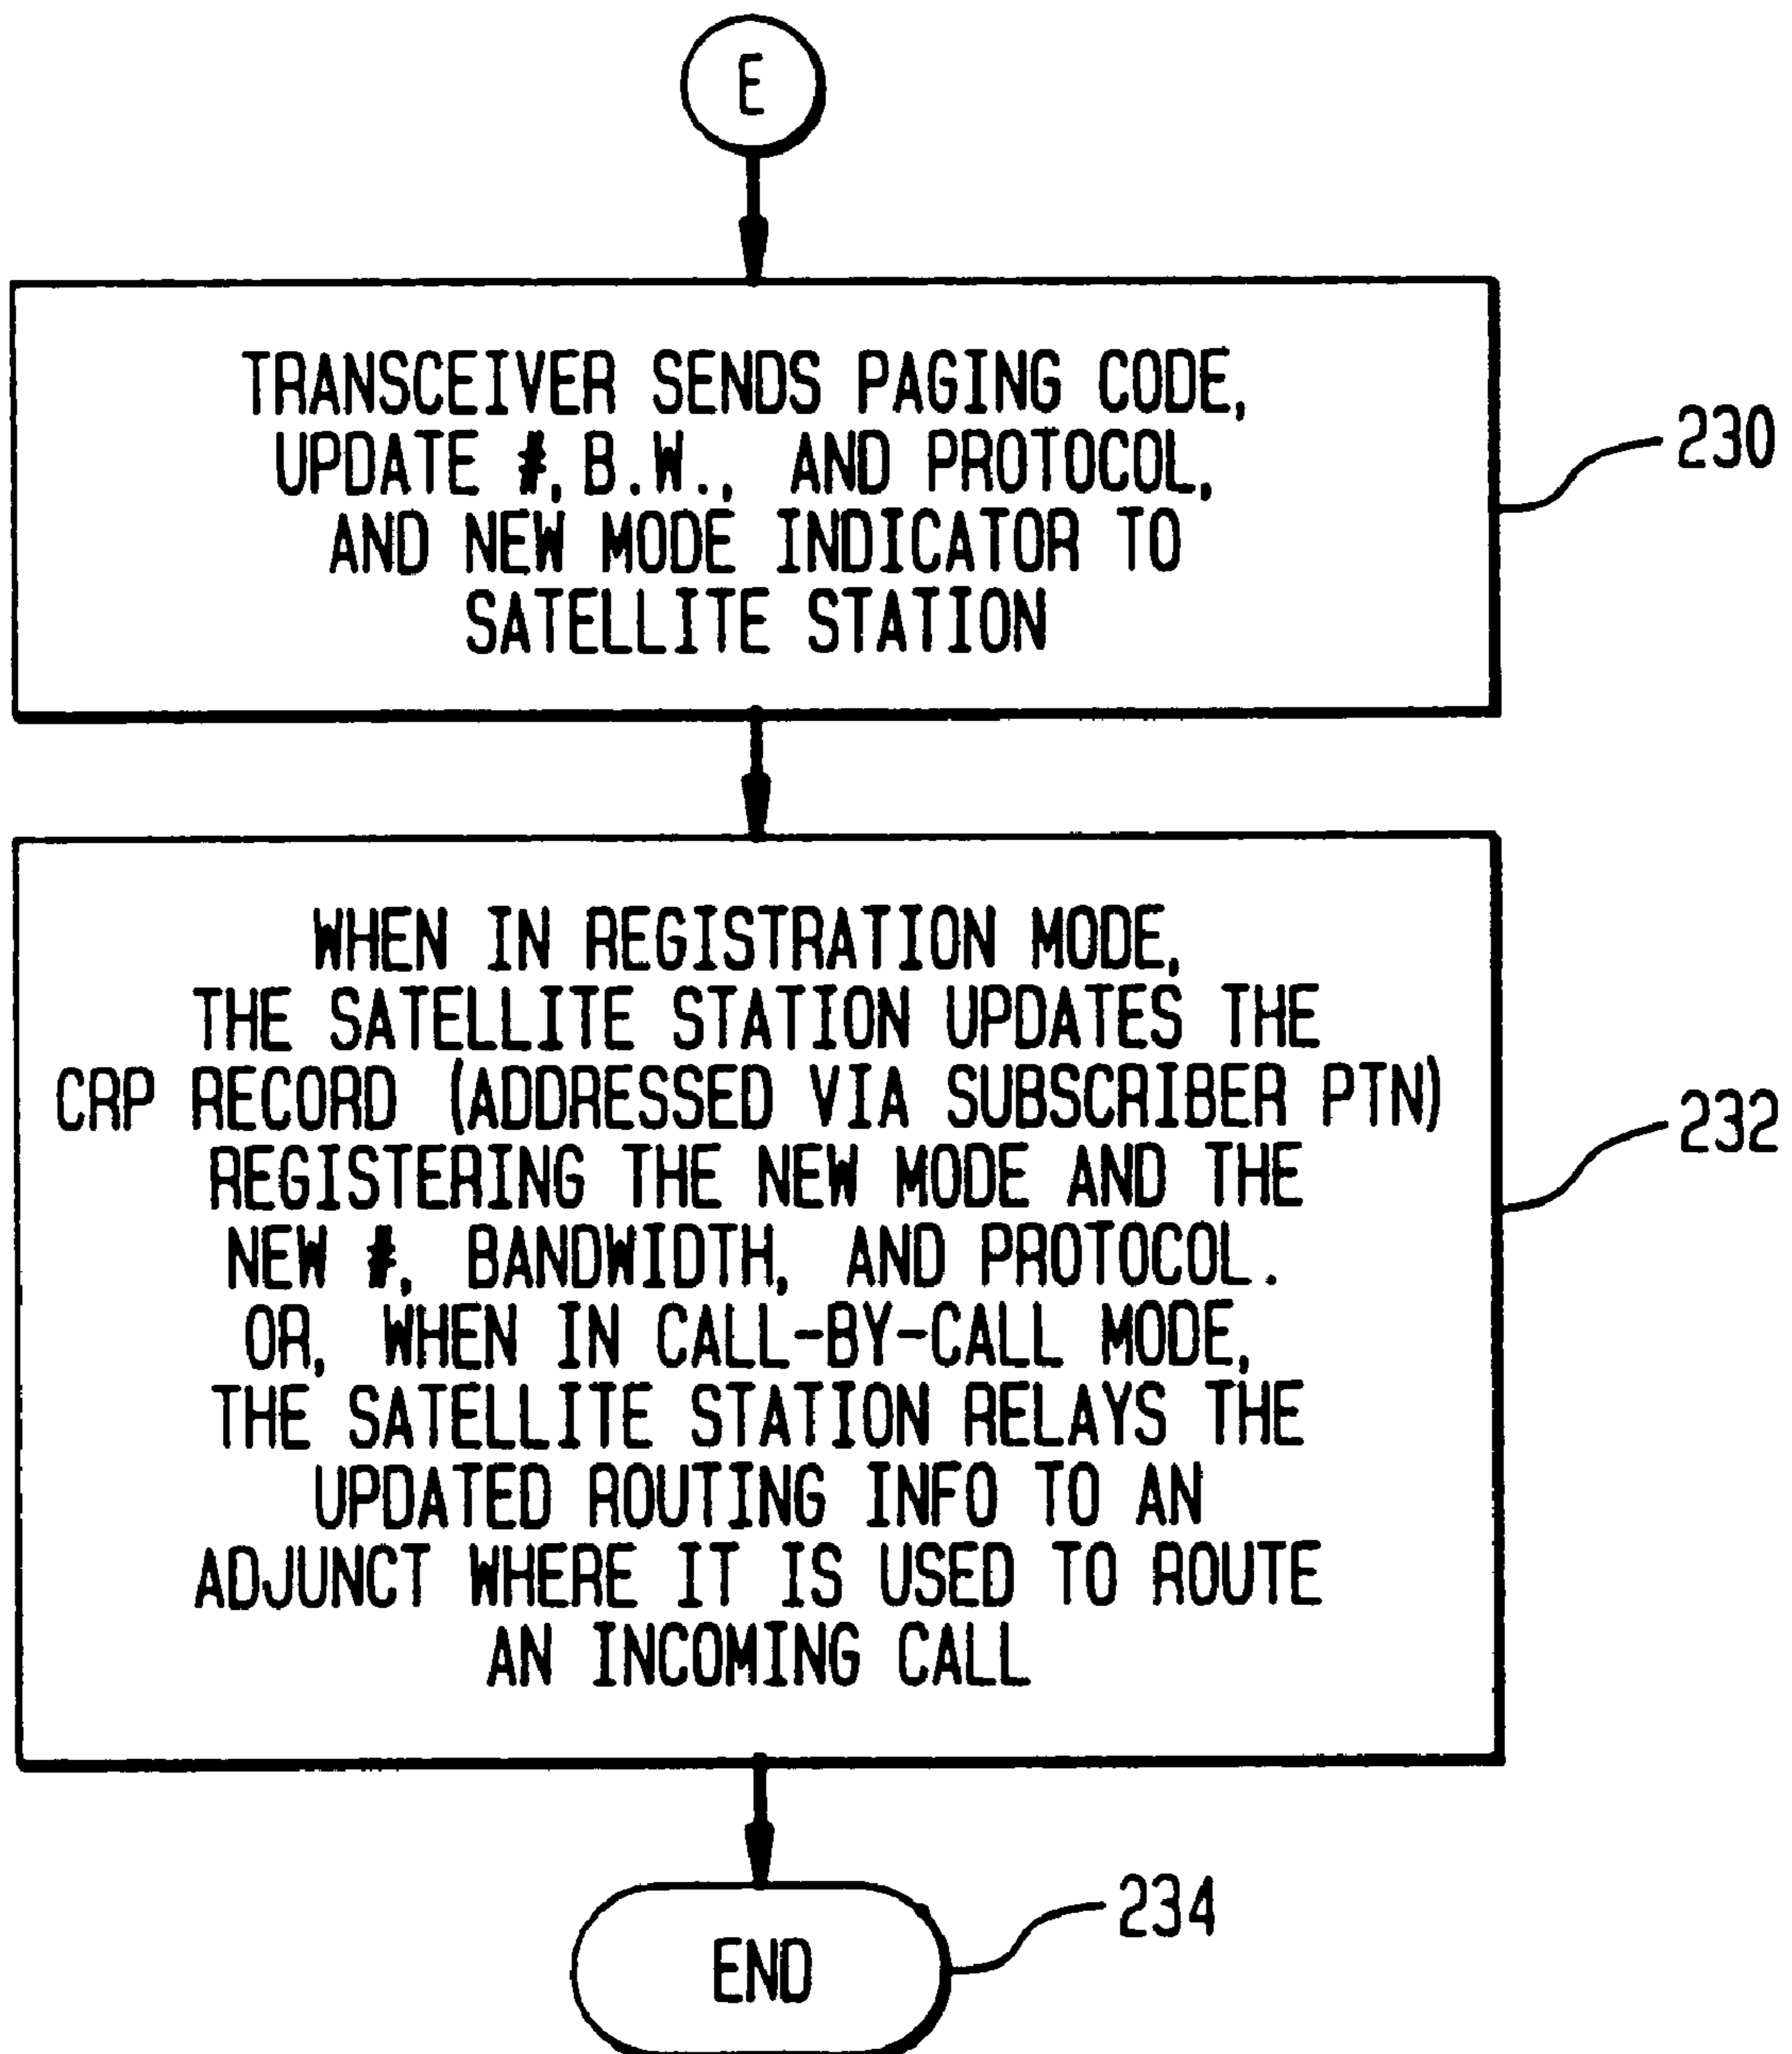 E
TRANSCEIVER SENDS PAGING CODE,
UPDATE #, B.W., AND PROTOCOL,
AND NEW MODE INDICATOR TO
SATELLITE STATION
230
WHEN IN REGISTRATION MODE,
THE SATELLITE STATION UPDATES THE
CRP RECORD (ADDRESSED VIA SUBSCRIBER PTN)
REGISTERING THE NEW MODE AND THE
NEW #, BANDWIDTH, AND PROTOCOL.
OR, WHEN IN CALL-BY-CALL MODE,
THE SATELLITE STATION RELAYS THE
UPDATED ROUTING INFO TO AN
ADJUNCT WHERE IT IS USED TO ROUTE
AN INCOMING CALL
232
END
234